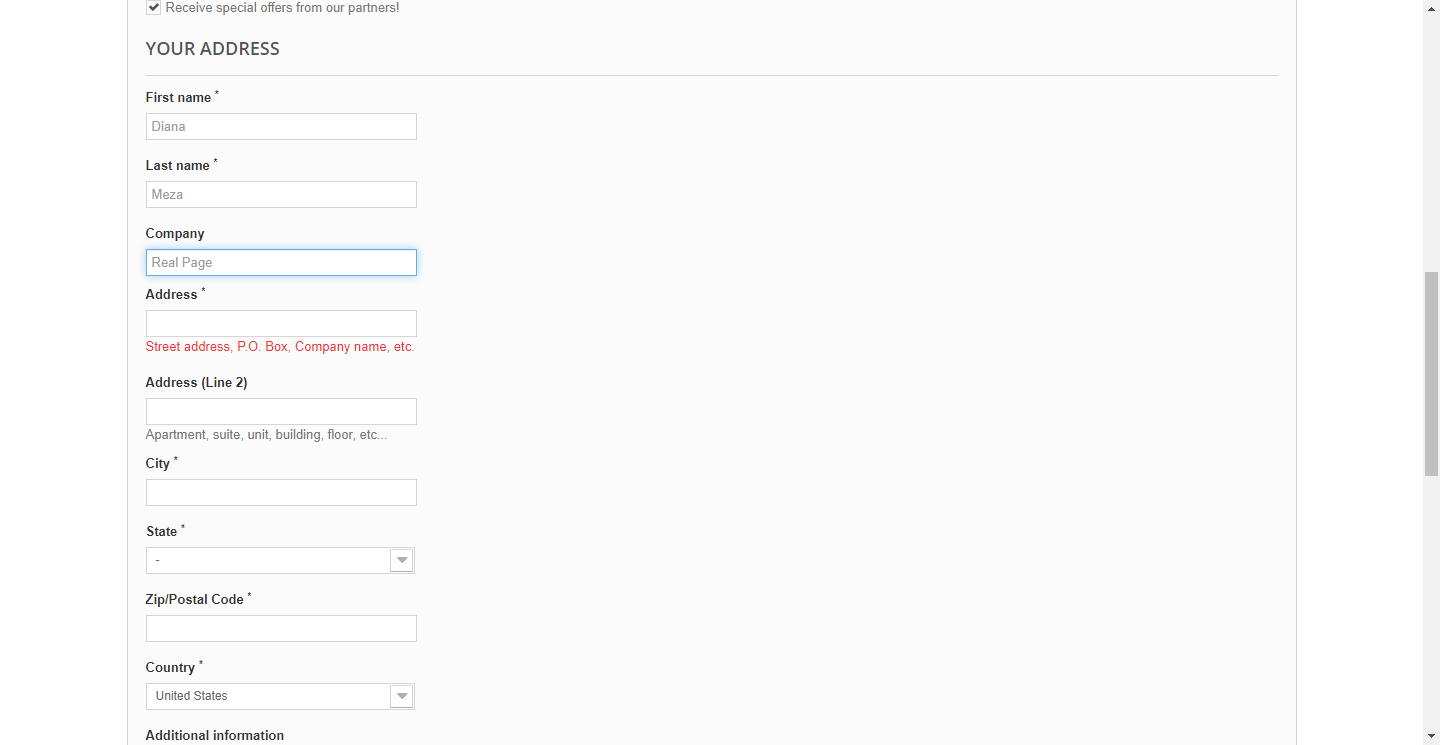 Receive special offers from our partners!
YOUR ADDRESS
First name *
Diana
Last name *
Meza
Company
Real Page
Address *
Street address, P.O. Box, Company name, etc.
Address (Line 2)
Apartment, suite, unit, building, floor, etc...
City *
State *
-
Zip/Postal Code *
Country *
United States
Additional information